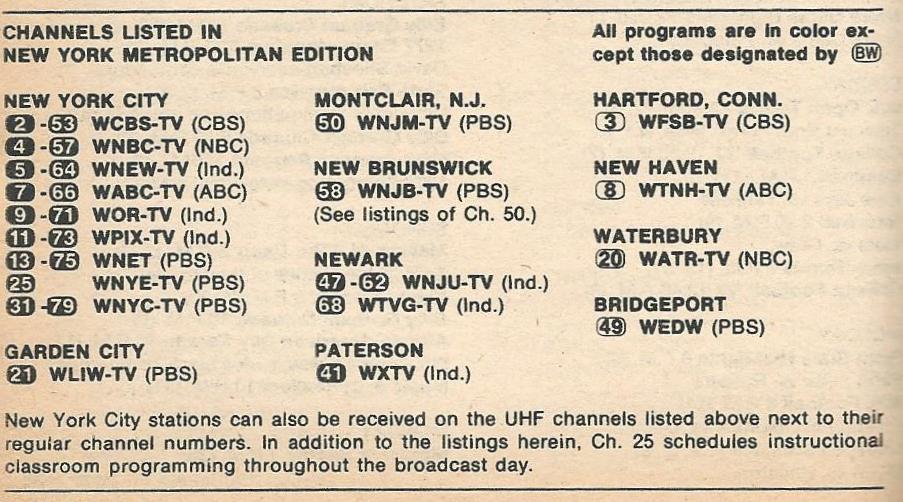 CHANNELS LISTED IN
NEW YORK METROPOLITAN EDITION
All programs are in color ex-
cept those designated by BW
NEW YORK CITY
2-53 WCBS-TV (CBS)
4-57 WNBC-TV (NBC)
5-64 WNEW-TV (Ind.)
7-66 WABC-TV (ABC)
9-71 WOR-TV (Ind.)
11-73 WPIX-TV (Ind.)
13-75 WNET (PBS)
25 WNYE-TV (PBS)
31-79 WNYC-TV (PBS)
GARDEN CITY
21 WLIW-TV (PBS)
MONTCLAIR, N.J.
50 WNJM-TV (PBS)
NEW BRUNSWICK
58 WNJB-TV (PBS)
(See listings of Ch. 50.)
NEWARK
47-62 WNJU-TV (Ind.)
68 WTVG-TV (Ind.)
PATERSON
41 WXTV (Ind.)
HARTFORD, CONN.
3 WFSB-TV (CBS)
NEW HAVEN
8 WTNH-TV (ABC)
WATERBURY
20 WATR-TV (NBC)
BRIDGEPORT
49 WEDW (PBS)
New York City stations can also be received on the UHF channels listed above next to their
regular channel numbers. In addition to the listings herein, Ch. 25 schedules instructional
classroom programming throughout the broadcast day.